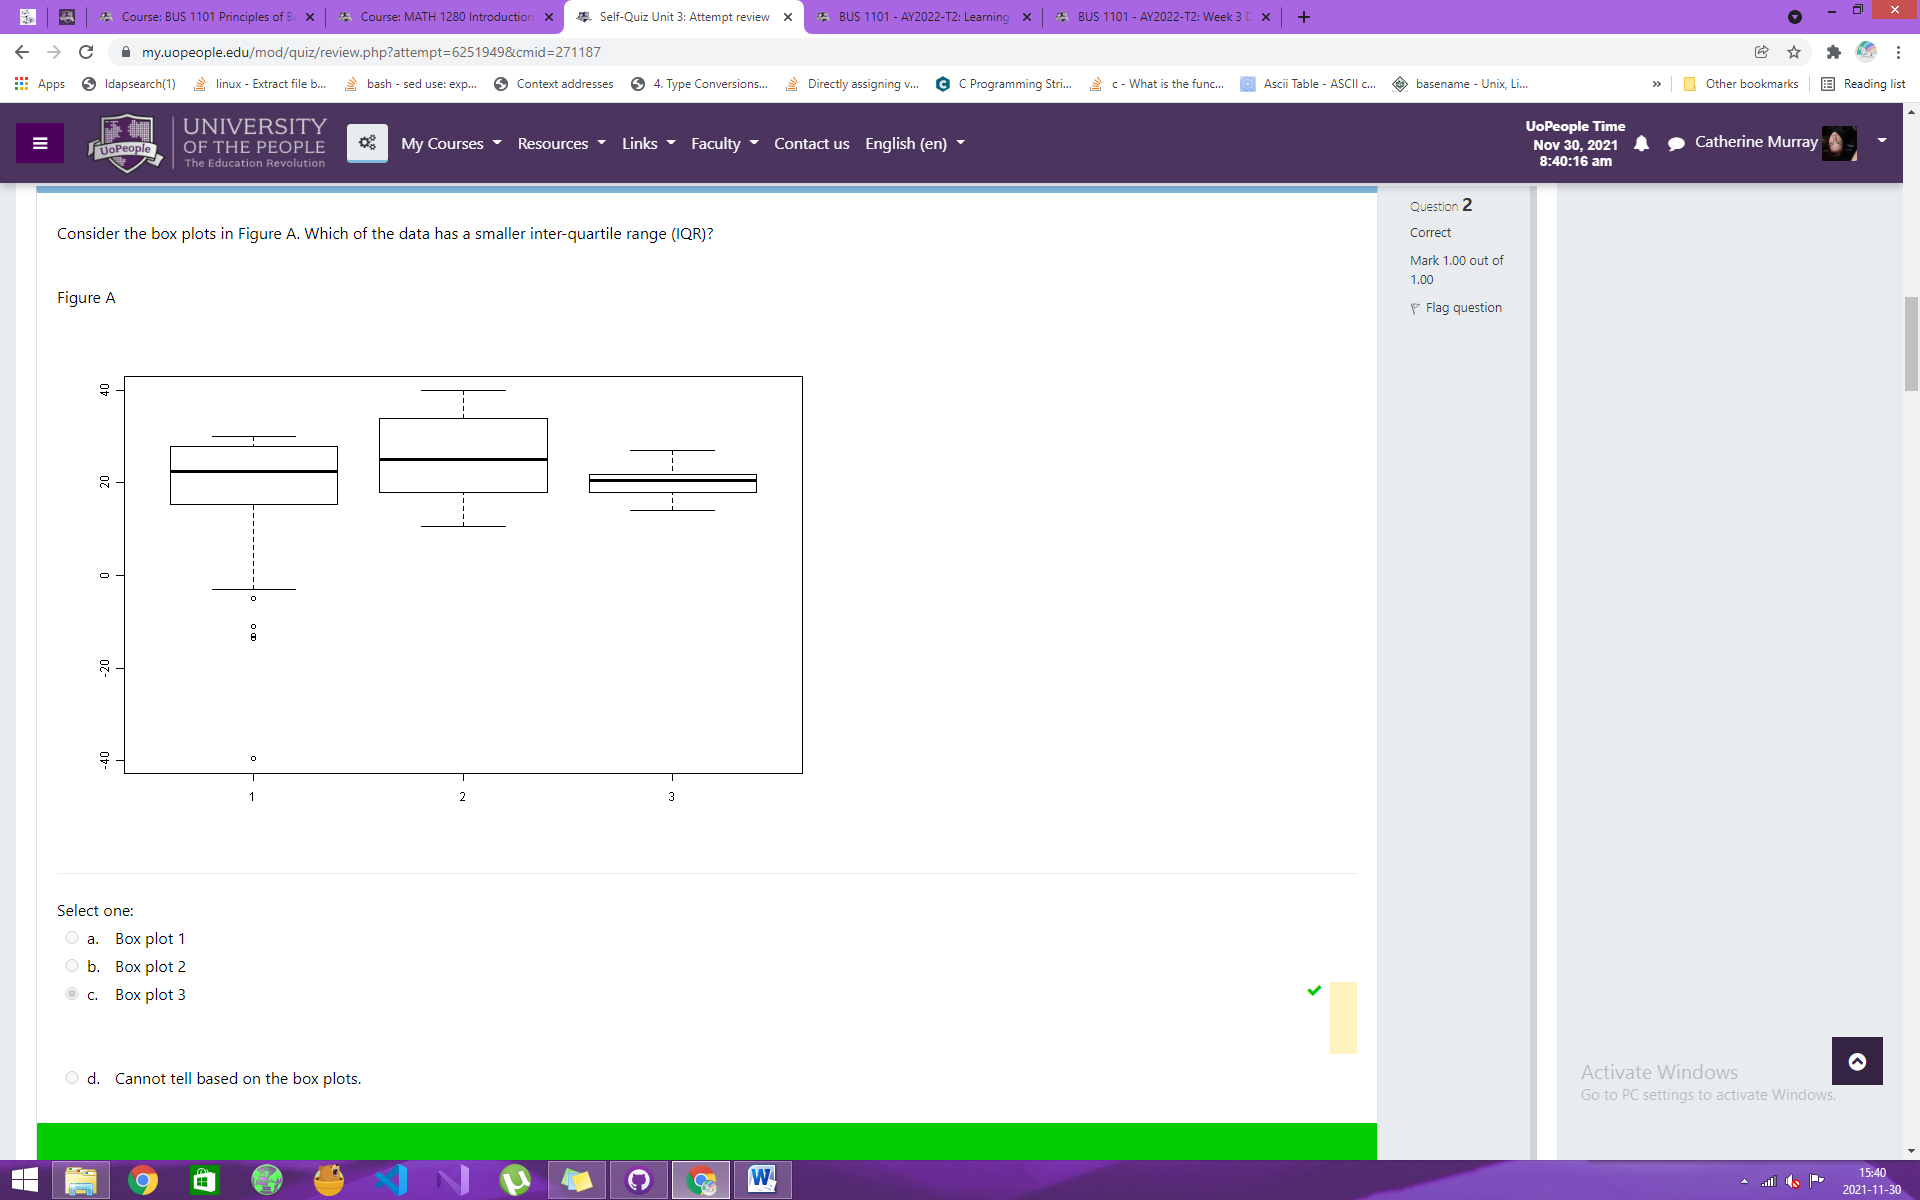 Course: BUS 1101 Principles of B
Course: MATH 1280 Introduction
Self-Quiz Unit 3: Attempt review
BUS 1101 - AY2022-T2: Learning
BUS 1101 - AY2022-T2: Week 3 D
my.uopeople.edu/mod/quiz/review.php?attempt=6251949&cmid=271187
Apps
ldapsearch(1)
linux - Extract file b...
bash - sed use: exp...
Context addresses
4. Type Conversions...
Directly assigning v...
C Programming Stri...
c - What is the func...
Ascii Table - ASCII c...
basename - Unix, Li...
»
Other bookmarks
Reading list
UoPeople
UNIVERSITY
OF THE PEOPLE
The Education Revolution
My Courses
Resources
Links
Faculty
Contact us
English (en)
UoPeople Time
Nov 30, 2021
8:40:16 am
Catherine Murray
Question 2
Correct
Mark 1.00 out of
1.00
Flag question
Consider the box plots in Figure A. Which of the data has a smaller inter-quartile range (IQR)?
Figure A
40
20
0
-20
-40
1
2
3
Select one:
a. Box plot 1
b. Box plot 2
c. Box plot 3
d. Cannot tell based on the box plots.
Activate Windows
Go to PC settings to activate Windows.
15:40
2021-11-30